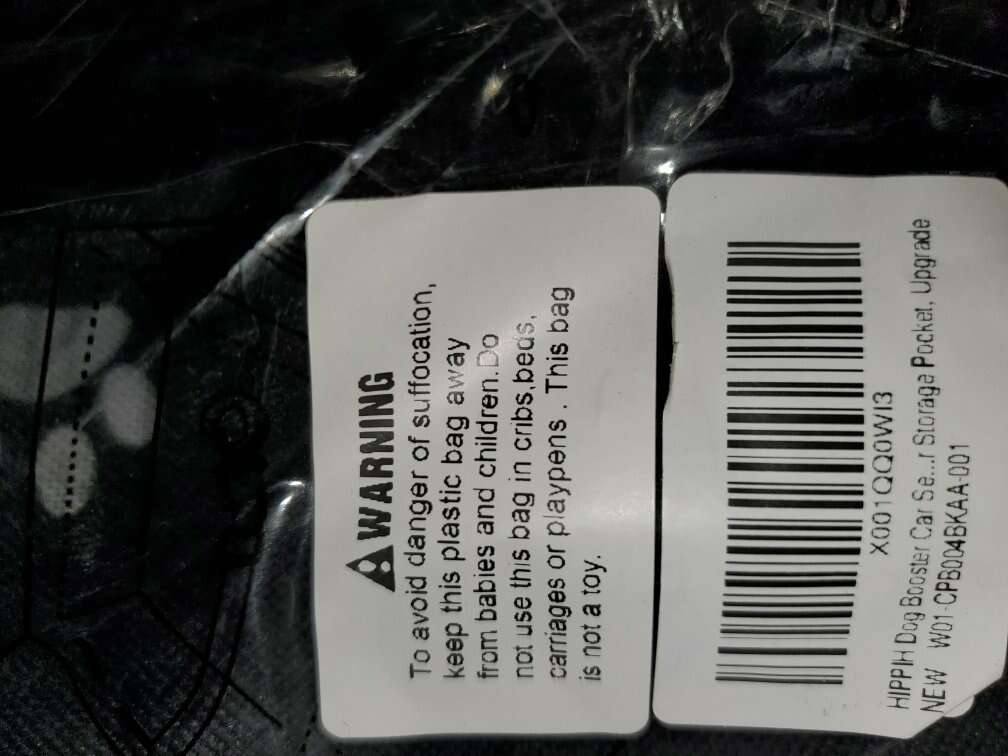 WARNING
To avoid danger of suffocation,
keep this plastic bag away
from babies and children.Do
not use this bag in cribs,beds,
carriages or playpens . This bag
is not a toy.
X001QQ0WI3
HIPPIH Dog Booster Car Se...r Storage Pocket, Upgrade
NEW W01-CPB004BKAA-001